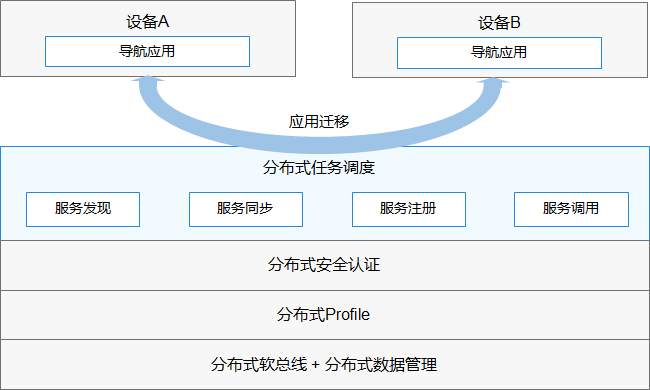 设备A
设备B
导航应用
导航应用
应用迁移
分布式任务调度
服务发现
服务同步
服务注册
服务调用
分布式安全认证
分布式Profile
分布式软总线 + 分布式数据管理